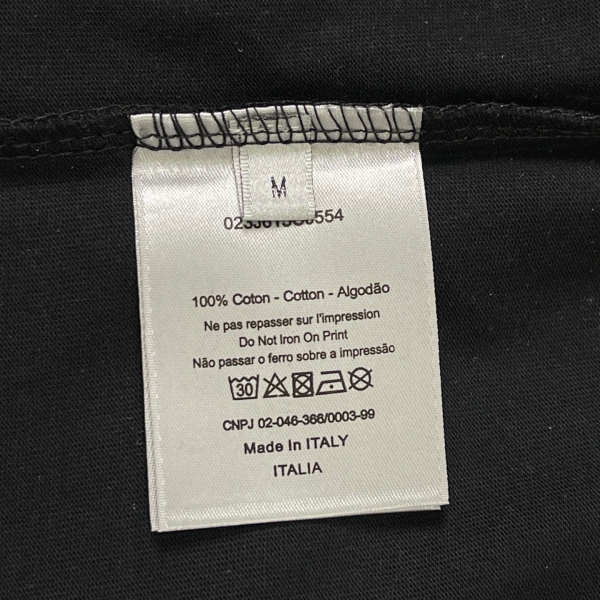 M
100% Coton - Cotton - Algodão
Ne pas repasser sur l'impression
Do Not Iron On Print
Não passar o ferro sobre a impressão
30
CNPJ 02-046-366/0003-99
Made In ITALY
ITALIA